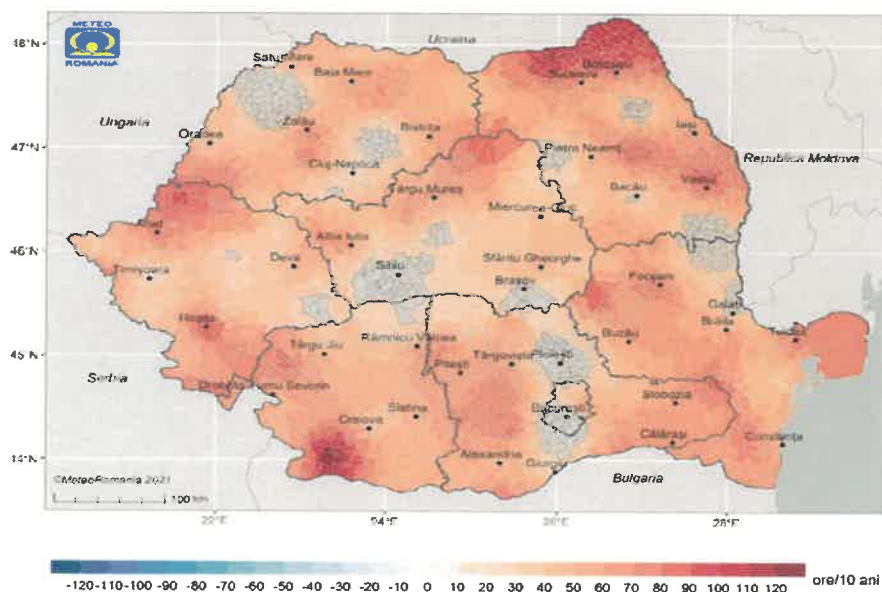 METEO
ROMANIA
48°N
Ucraina
Satu Mare
Baia Mare
Botoșani
Suceava
Ungaria
47°N
Oradea
Zalău
Bistrița
Piatra Neamț
Iași
Republica Moldova
Cluj-Napoca
Târgu Mureș
Bacău
Vaslui
Miercurea-Ciuc
46°N
Arad
Alba Iulia
Timișoara
Deva
Sibiu
Sfântu Gheorghe
Brașov
Focșani
Galați
Reșița
Buzău
Brăila
Tulcea
45°N
Târgu Jiu
Râmnicu Vâlcea
Târgoviște
Ploiești
Serbia
Pitești
Drobeta Turnu Severin
Slobozia
Craiova
Slatina
București
Călărași
Constanța
Alexandria
Giurgiu
Bulgaria
©MeteoRomania 2021
100 km
22°E
24°E
26°E
28°E
-120 -110 -100 -90 -80 -70 -60 -50 -40 -30 -20 -10 0 10 20 30 40 50 60 70 80 90 100 110 120 ore/10 ani